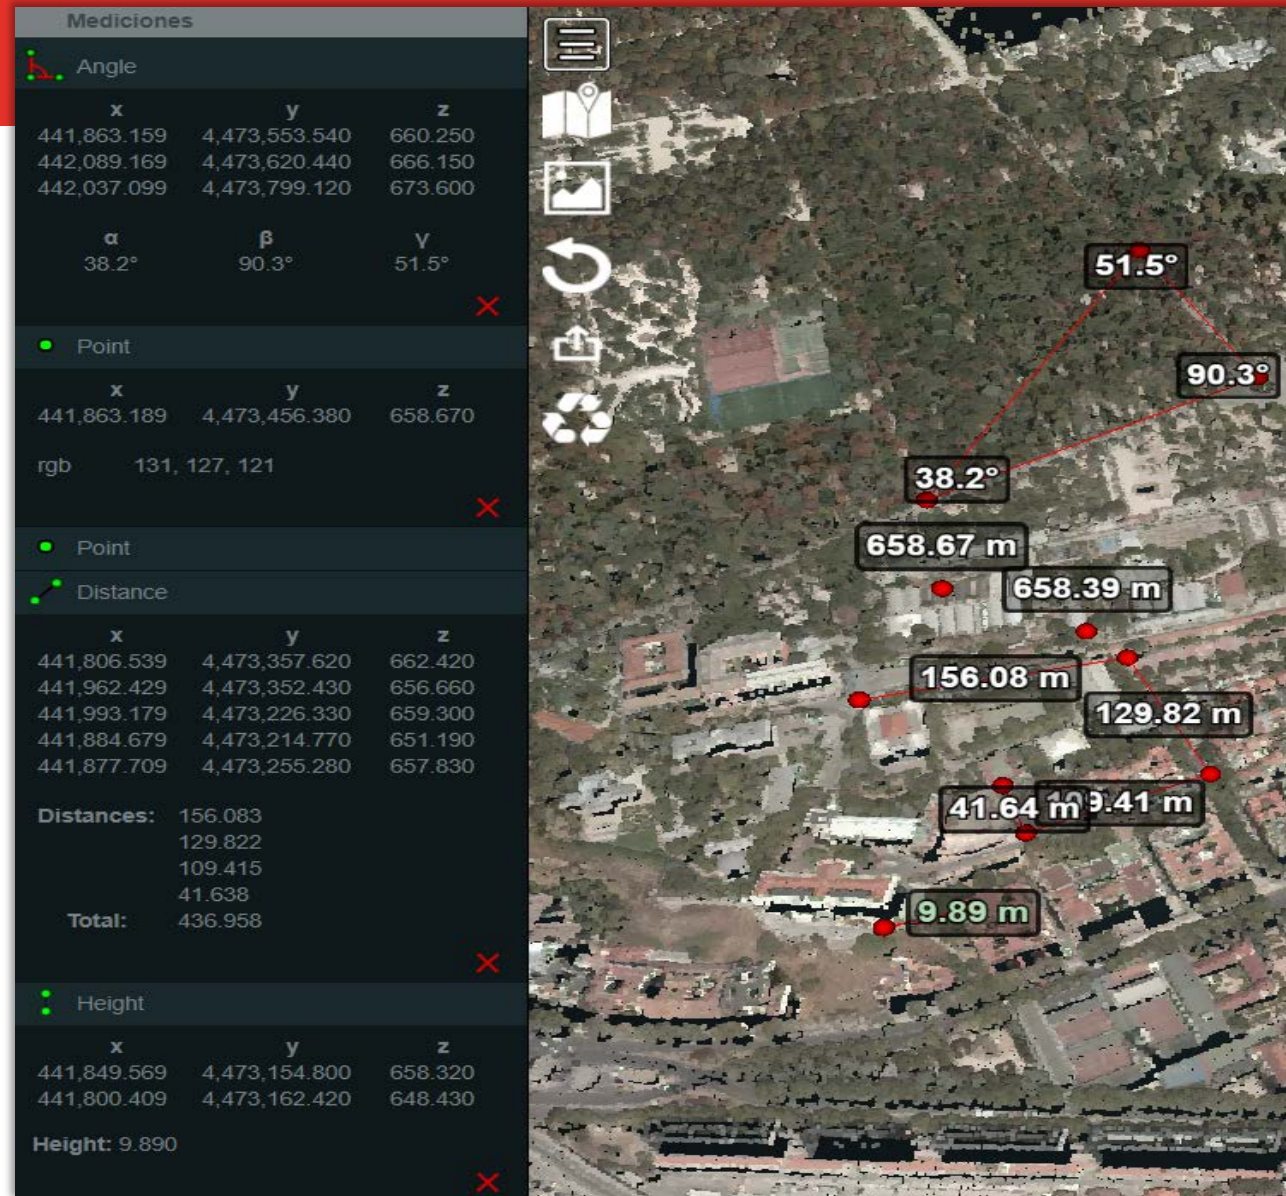 Mediciones
Angle
x y z
441,863.159 4,473,553.540 660.250
442,089.169 4,473,620.440 666.150
442,037.099 4,473,799.120 673.600
α β γ
38.2° 90.3° 51.5°
Point
x y z
441,863.189 4,473,456.380 658.670
rgb 131, 127, 121
Point
Distance
x y z
441,806.539 4,473,357.620 662.420
441,962.429 4,473,352.430 656.660
441,993.179 4,473,226.330 659.300
441,884.679 4,473,214.770 651.190
441,877.709 4,473,255.280 657.830
Distances: 156.083
129.822
109.415
41.638
Total: 436.958
Height
x y z
441,849.569 4,473,154.800 658.320
441,800.409 4,473,162.420 648.430
Height: 9.890
51.5°
90.3°
38.2°
658.67 m
658.39 m
156.08 m
129.82 m
41.64 m
9.41 m
9.89 m